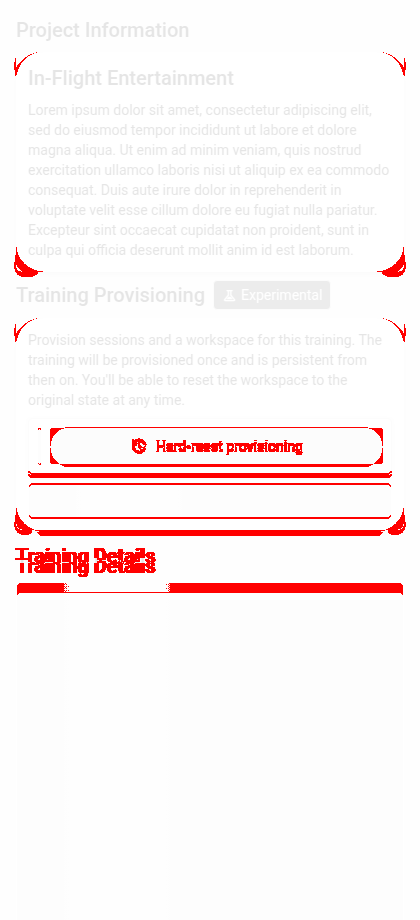 Project Information
In-Flight Entertainment
Lorem ipsum dolor sit amet, consectetur adipiscing elit,
sed do eiusmod tempor incididunt ut labore et dolore
magna aliqua. Ut enim ad minim veniam, quis nostrud
exercitation ullamco laboris nisi ut aliquip ex ea commodo
consequat. Duis aute irure dolor in reprehenderit in
voluptate velit esse cillum dolore eu fugiat nulla pariatur.
Excepteur sint occaecat cupidatat non proident, sunt in
culpa qui officia deserunt mollit anim id est laborum.
Training Provisioning Experimental
Provision sessions and a workspace for this training. The
training will be provisioned once and is persistent from
then on. You'll be able to reset the workspace to the
original state at any time.
Hard-reset provisioning
Training Details
Training Details